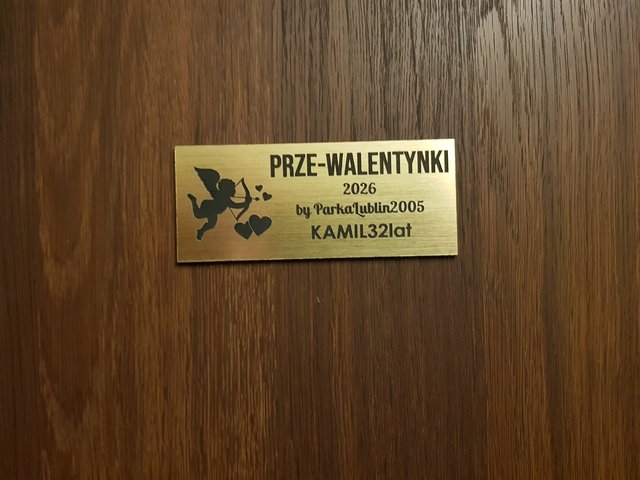 PRZE-WALENTYNKI
2026
by ParkaLublin2005
KAMIL32lat